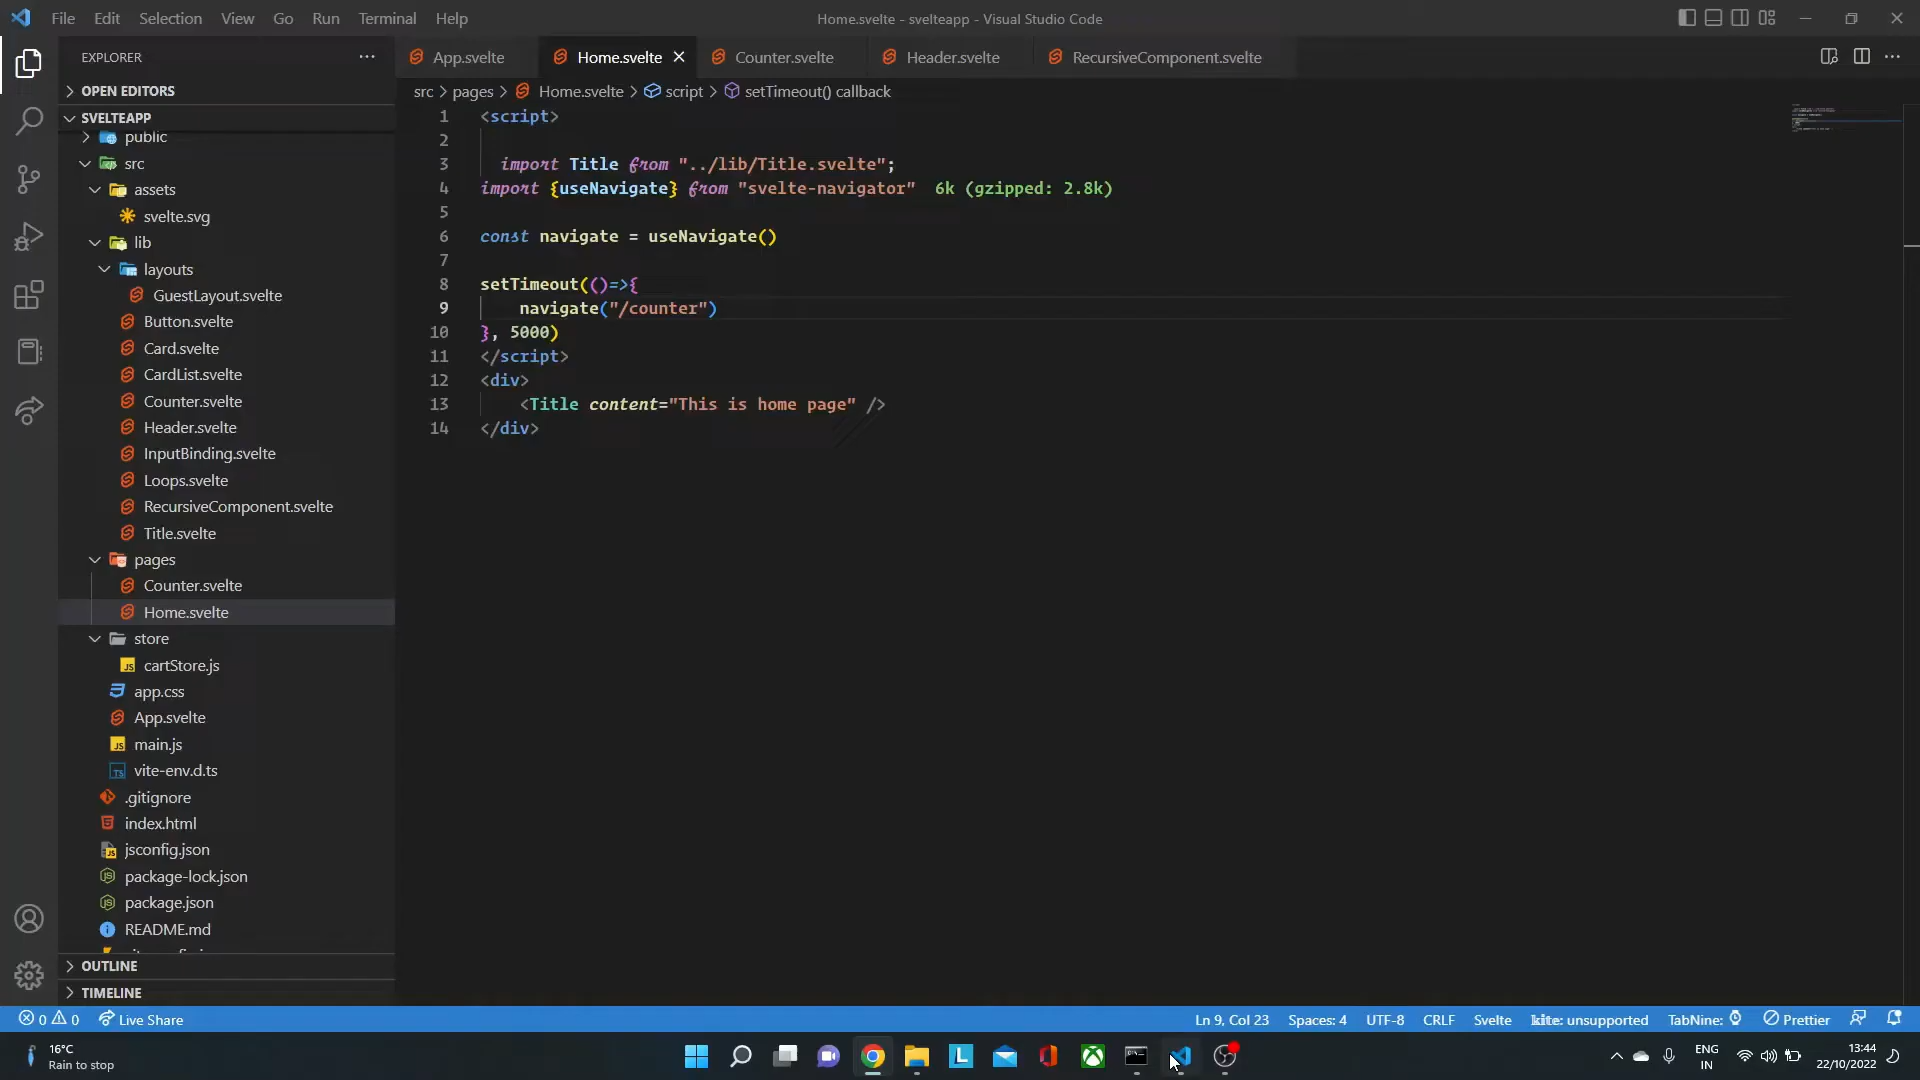 File Edit Selection View Go Run Terminal Help
Home.svelte - svelteapp - Visual Studio Code
EXPLORER
App.svelte
Home.svelte
Counter.svelte
Header.svelte
RecursiveComponent.svelte
OPEN EDITORS
src > pages > Home.svelte > script > setTimeout() callback
SVELTEAPP
public
src
assets
svelte.svg
lib
layouts
GuestLayout.svelte
Button.svelte
Card.svelte
CardList.svelte
Counter.svelte
Header.svelte
InputBinding.svelte
Loops.svelte
RecursiveComponent.svelte
Title.svelte
pages
Counter.svelte
Home.svelte
store
cartStore.js
app.css
App.svelte
main.js
vite-env.d.ts
.gitignore
index.html
jsconfig.json
package-lock.json
package.json
README.md
OUTLINE
TIMELINE
1 <script>
2
3 import Title from "../lib/Title.svelte";
4 import {useNavigate} from "svelte-navigator" 6k (gzipped: 2.8k)
5
6 const navigate = useNavigate()
7
8 setTimeout(()=>{
9 navigate("/counter")
10 }, 5000)
11 </script>
12 <div>
13 <Title content="This is home page" />
14 </div>
0 0 Live Share
Ln 9, Col 23 Spaces: 4 UTF-8 CRLF Svelte kite: unsupported TabNine: Prettier
16°C
Rain to stop
ENG
IN
13:44
22/10/2022